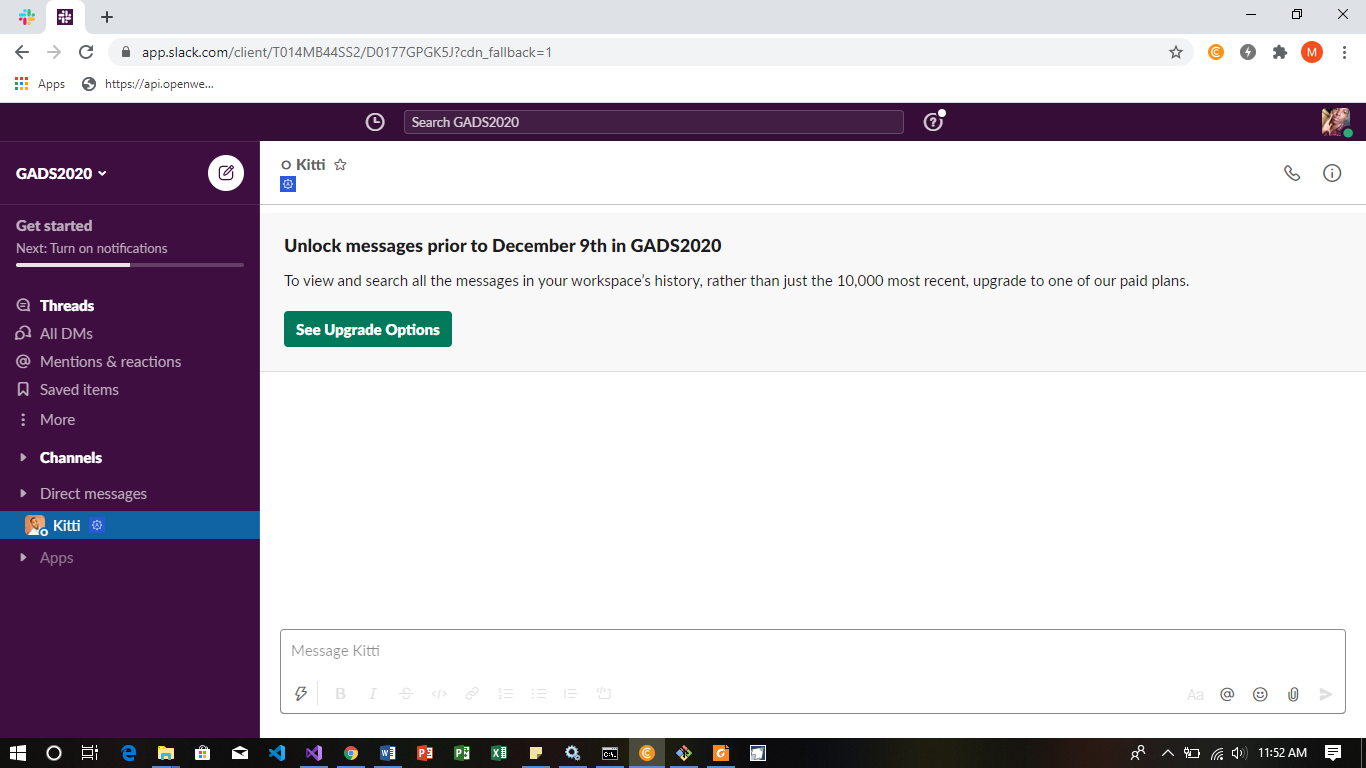 app.slack.com/client/T014MB44SS2/D0177GPGK5J?cdn_fallback=1
M
Apps
https://api.openwe...
Search GADS2020
GADS2020
Kitti
Get started
Next: Turn on notifications
Unlock messages prior to December 9th in GADS2020
To view and search all the messages in your workspace's history, rather than just the 10,000 most recent, upgrade to one of our paid plans.
See Upgrade Options
Threads
All DMs
Mentions & reactions
Saved items
More
Channels
Direct messages
Kitti
Apps
Message Kitti
B I S
Aa
11:52 AM